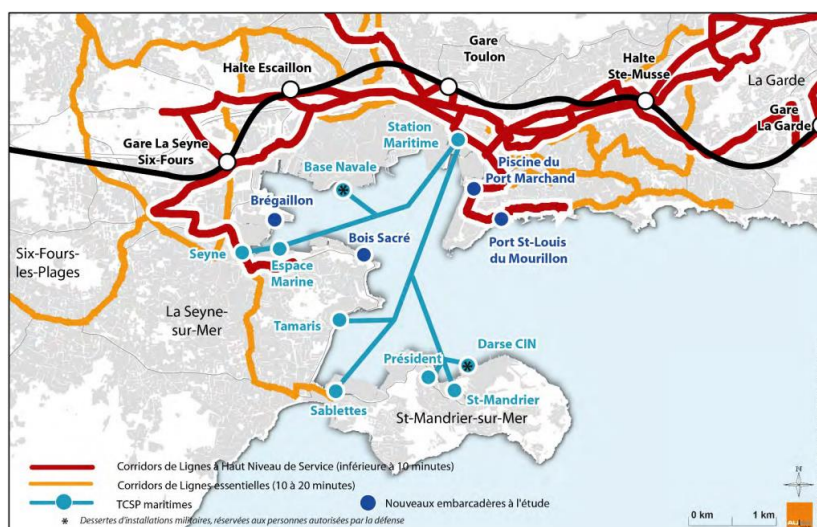 Gare
Toulon
Halte Escaillon
Halte
Ste-Musse
La Garde
Gare
La Garde
Gare La Seyne
Six-Fours
Station
Maritime
Base Navale
Piscine du
Port Marchand
Brégaillon
Bois Sacré
Port St-Louis
du Mourillon
Seyne
Espace
Marine
Six-Fours-
les-Plages
La Seyne-
sur-Mer
Tamaris
Darse CIN
Président
Sablettes
St-Mandrier
St-Mandrier-sur-Mer
Corridors de Lignes à Haut Niveau de Service (inférieure à 10 minutes)
Corridors de Lignes essentielles (10 à 20 minutes)
TCSP maritimes
Nouveaux embarcadères à l'étude
* Dessertes d'installations militaires, réservées aux personnes autorisées par la défense
0 km
1 km